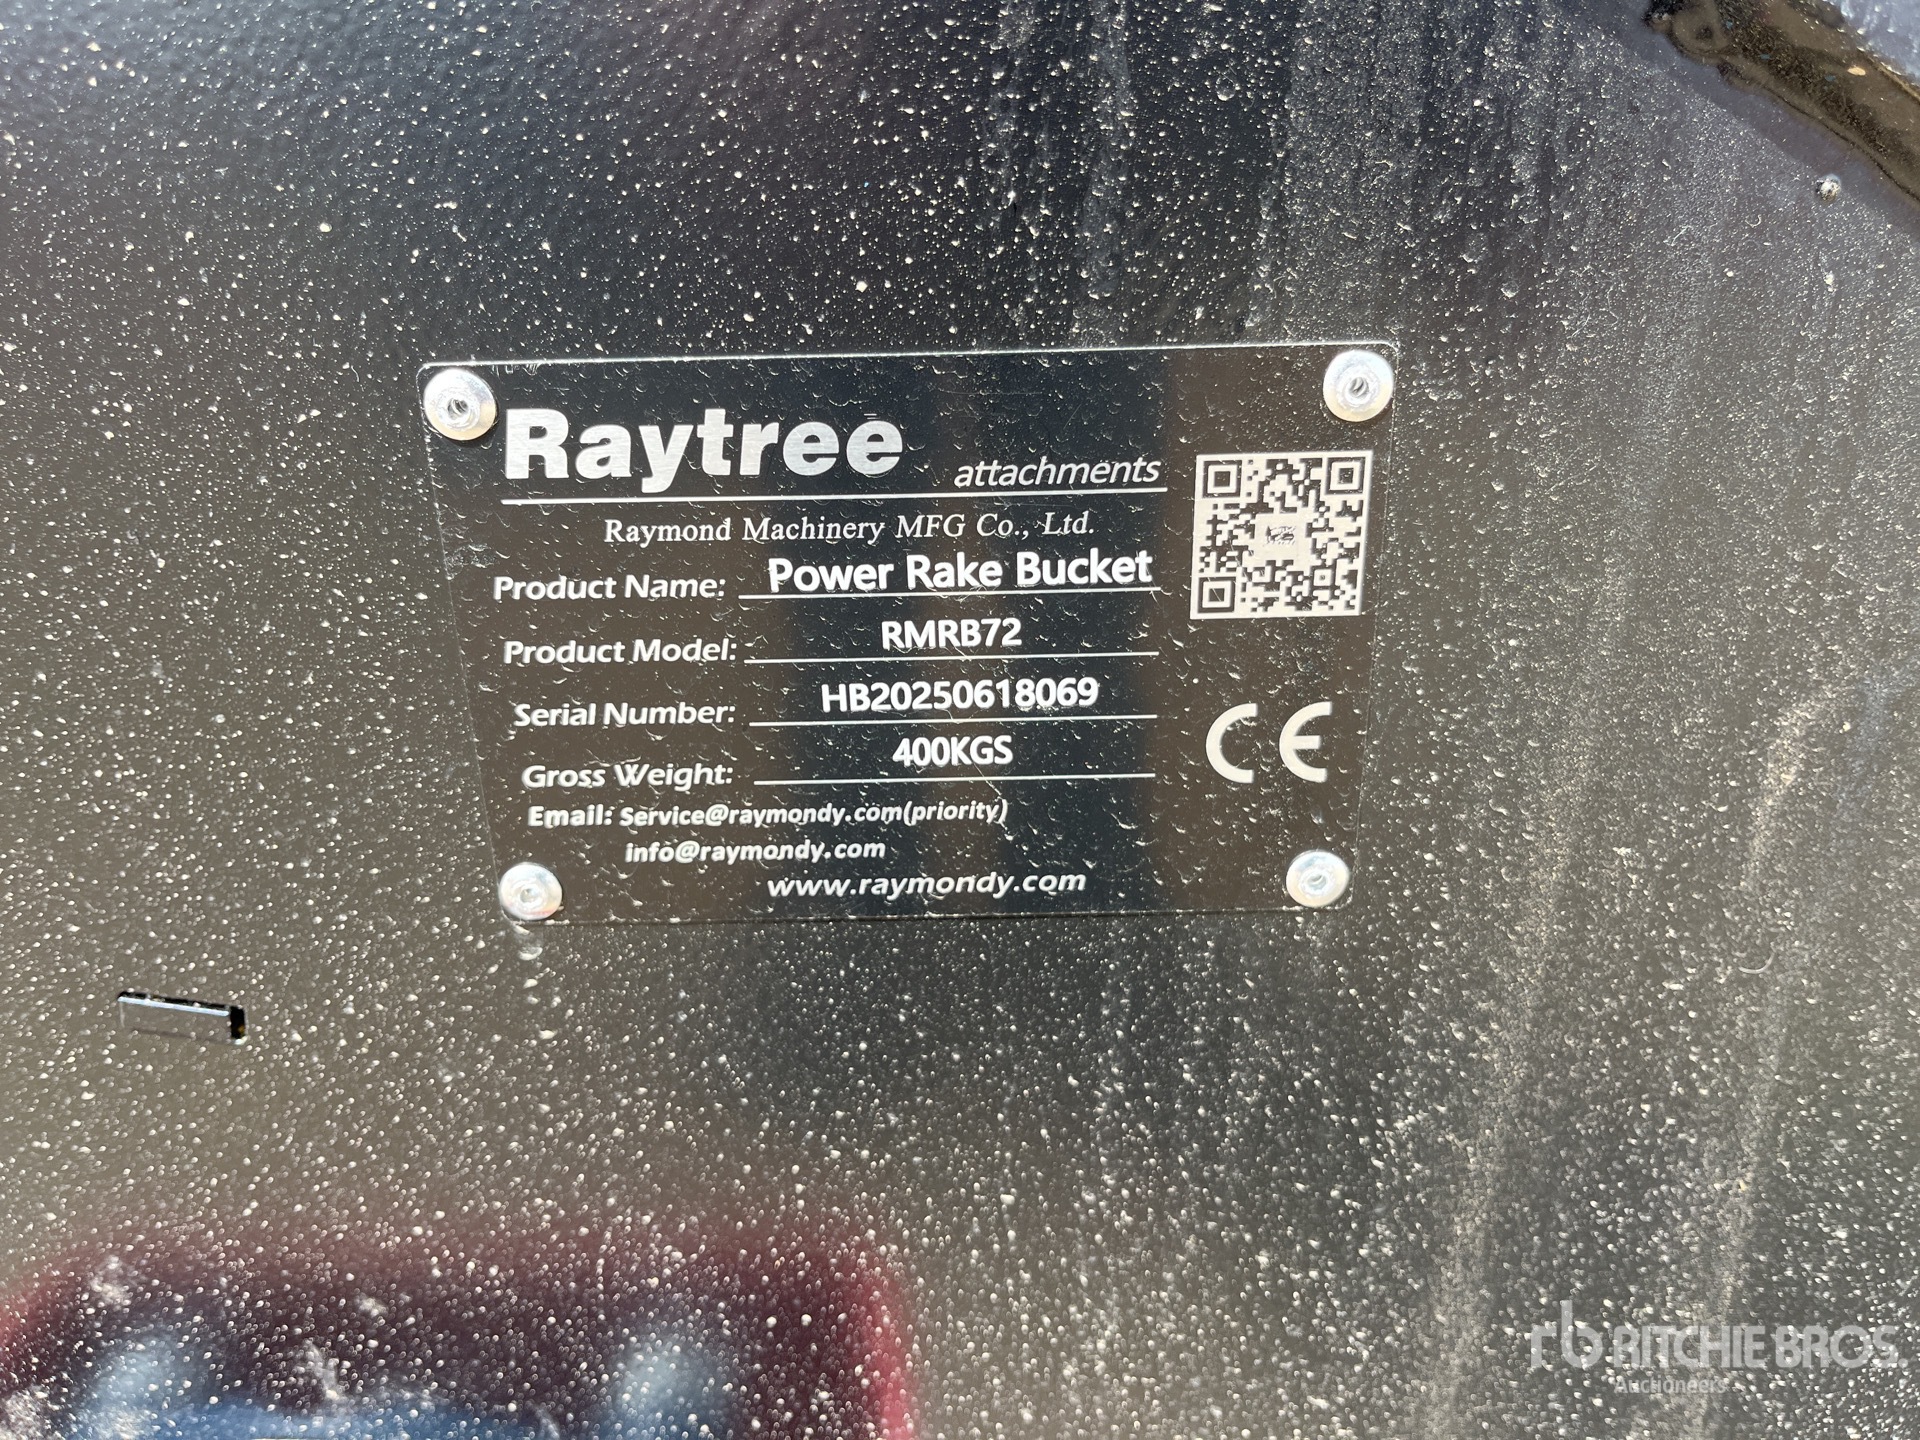 Raytree attachments
Raymond Machinery MFG Co., Ltd.
Product Name: Power Rake Bucket
Product Model: RMRB72
Serial Number: HB20250618069
Gross Weight: 400KGS
Email: Service@raymondy.com(priority)
info@raymondy.com
www.raymondy.com
CE
rb RITCHIE BROS.
Auctioneers